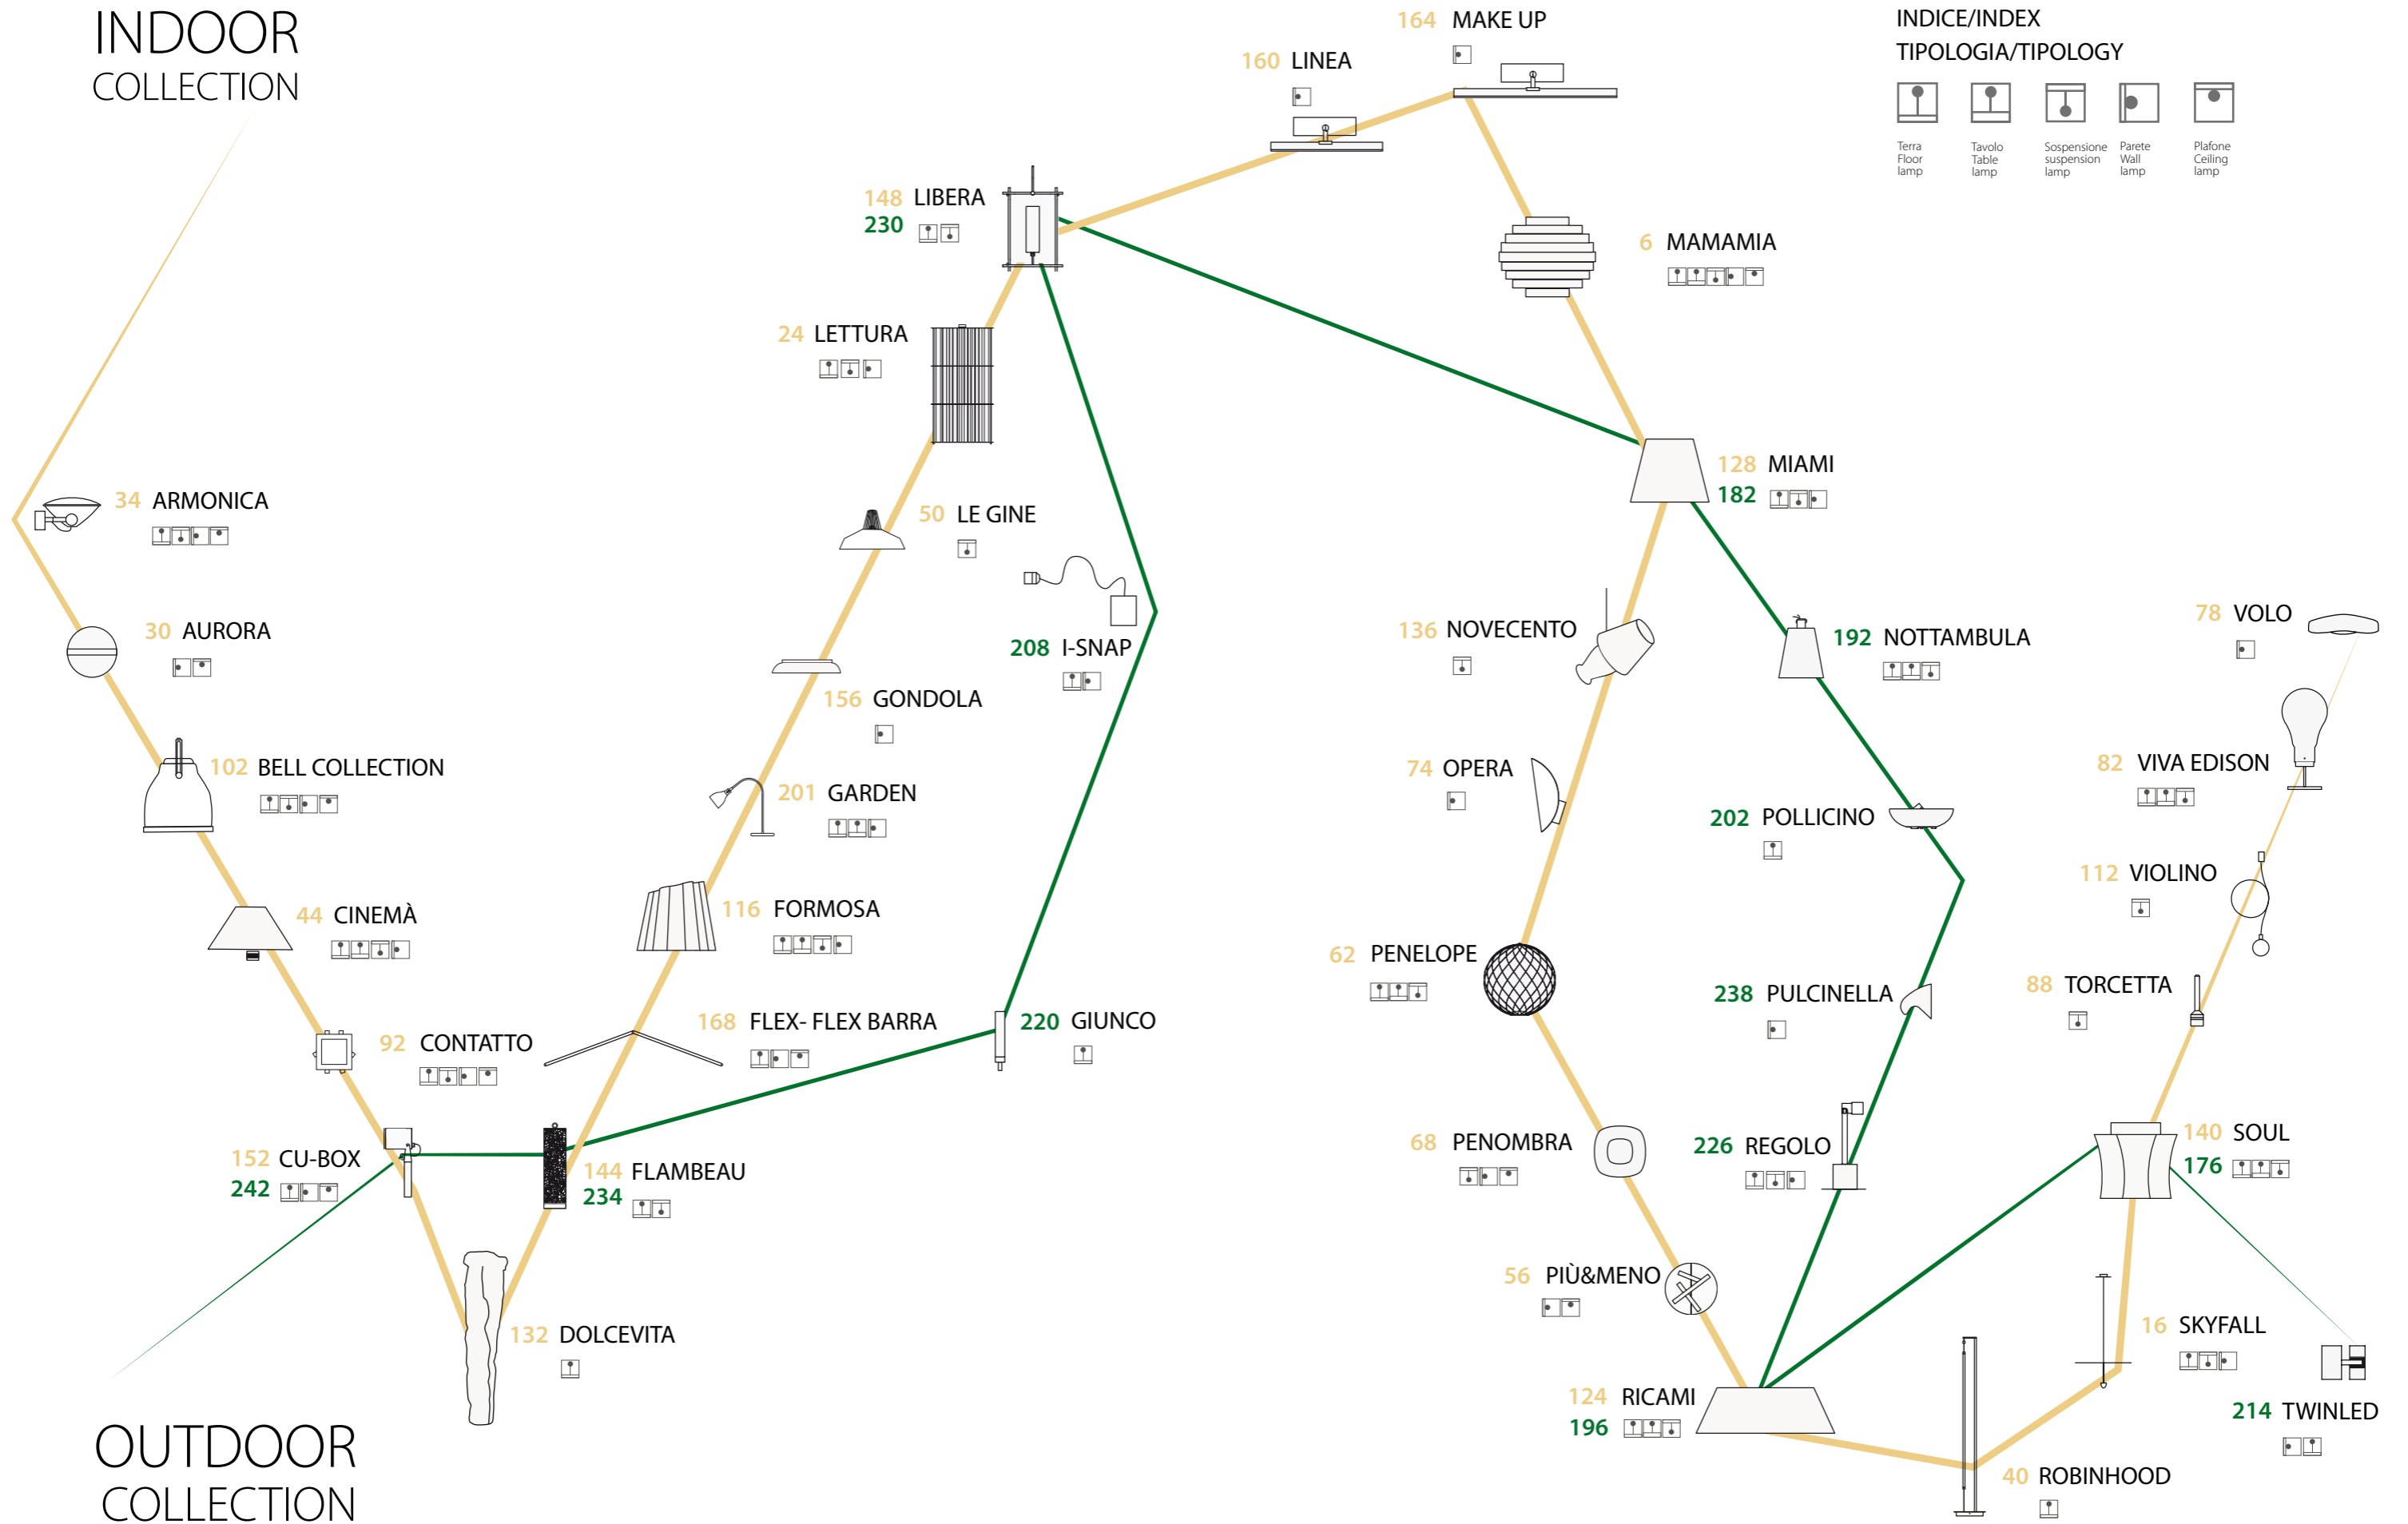 INDOOR
COLLECTION
INDICE/INDEX
TIPOLOGIA/TIPOLOGY
Terra
Floor
lamp
Tavolo
Table
lamp
Sospensione
suspension
lamp
Parete
Wall
lamp
Plafone
Ceiling
lamp
164 MAKE UP
160 LINEA
148 LIBERA
230
6 MAMAMIA
24 LETTURA
128 MIAMI
182
34 ARMONICA
50 LE GINE
30 AURORA
208 I-SNAP
136 NOVECENTO
192 NOTTAMBULA
78 VOLO
156 GONDOLA
102 BELL COLLECTION
201 GARDEN
74 OPERA
82 VIVA EDISON
202 POLLICINO
112 VIOLINO
44 CINEMÀ
116 FORMOSA
62 PENELOPE
238 PULCINELLA
88 TORCETTA
92 CONTATTO
168 FLEX- FLEX BARRA
220 GIUNCO
152 CU-BOX
242
144 FLAMBEAU
234
68 PENOMBRA
226 REGOLO
140 SOUL
176
56 PIÙ&MENO
132 DOLCEVITA
16 SKYFALL
124 RICAMI
196
214 TWINLED
40 ROBINHOOD
OUTDOOR
COLLECTION